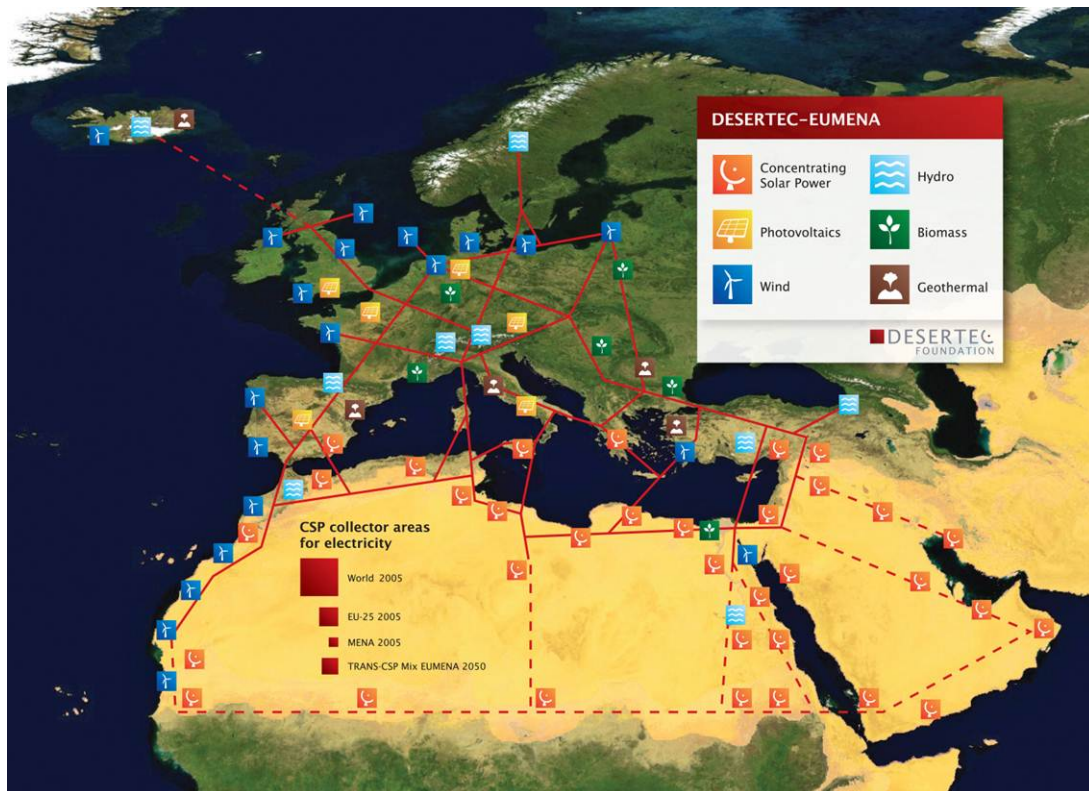 DESERTEC–EUMENA
Concentrating
Solar Power
Hydro
Photovoltaics
Biomass
Wind
Geothermal
DESERTEC
FOUNDATION
CSP collector areas
for electricity
World 2005
EU-25 2005
MENA 2005
TRANS-CSP Mix EUMENA 2050